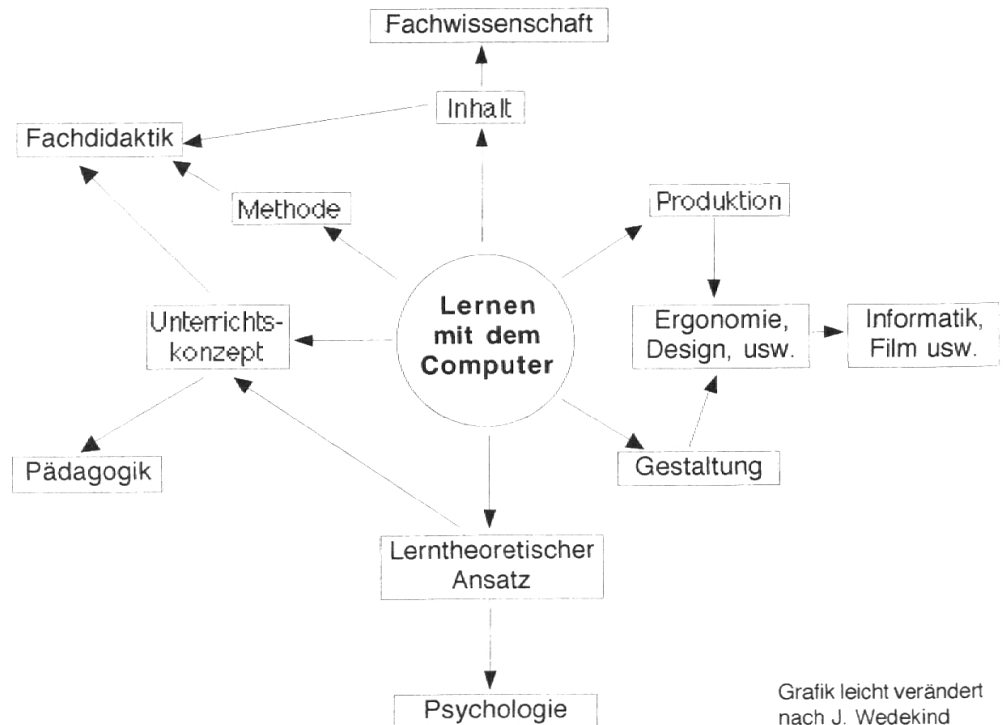 Fachwissenschaft
Inhalt
Fachdidaktik
Methode
Produktion
Lernen
mit dem
Computer
Unterrichts-
konzept
Ergonomie,
Design, usw.
Informatik,
Film usw.
Pädagogik
Gestaltung
Lerntheoretischer
Ansatz
Psychologie
Grafik leicht verändert
nach J. Wedekind